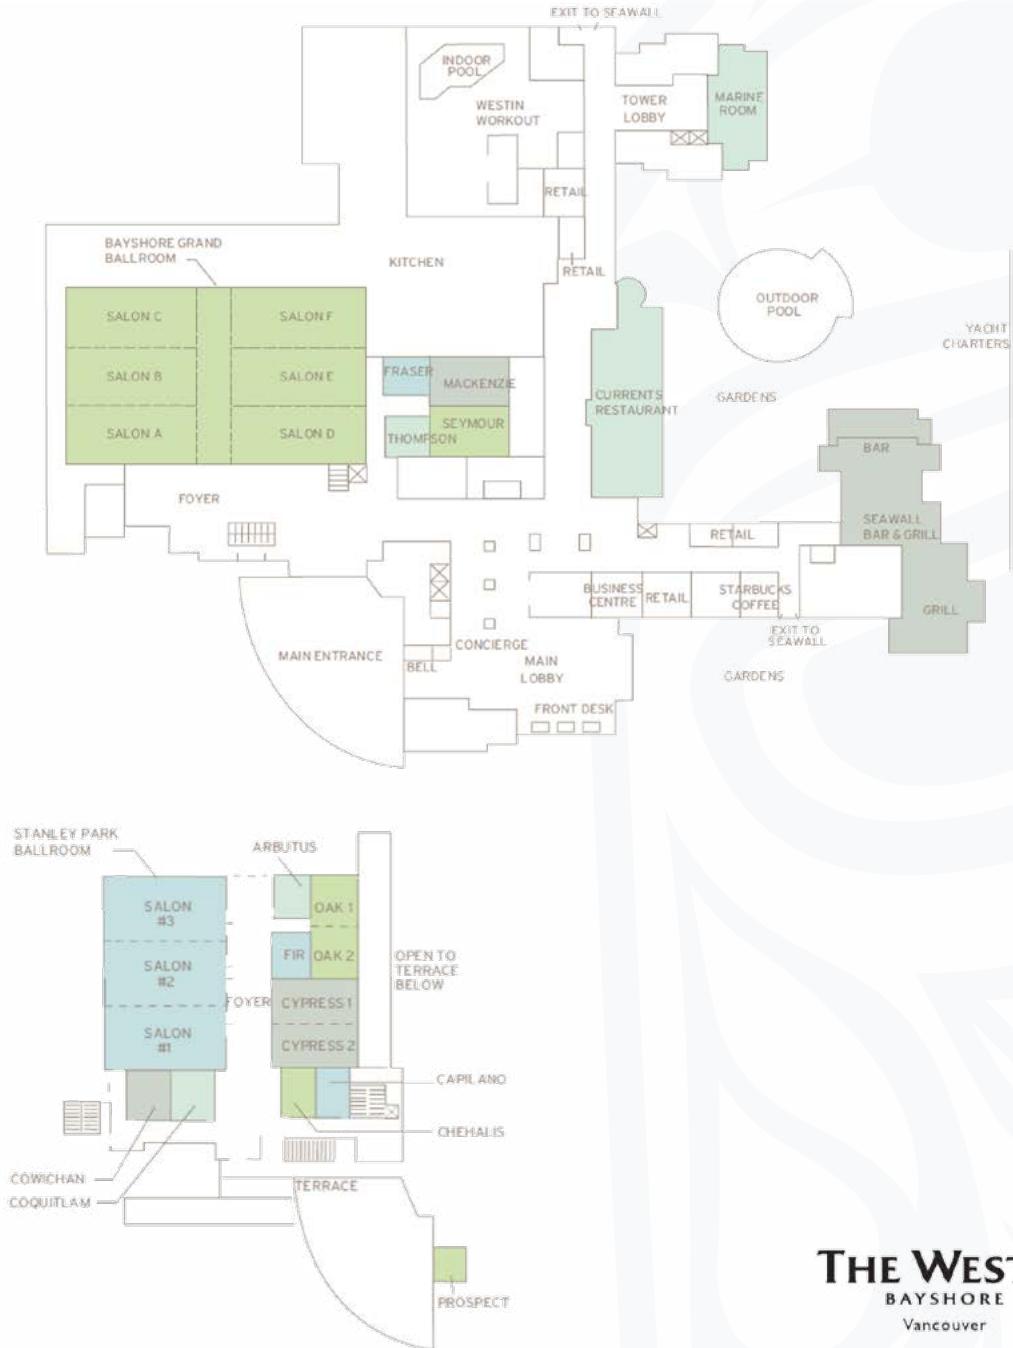 EXIT TO SEAWALL
INDOOR
POOL
WESTIN
WORKOUT
TOWER
LOBBY
MARINE
ROOM
RETAIL
BAYSHORE GRAND
BALLROOM
KITCHEN
RETAIL
OUTDOOR
POOL
YACHT
CHARTERS
SALON C
SALON F
SALON B
SALON E
SALON A
SALON D
FRASER
MACKENZIE
THOMPSON
SEYMOUR
CURRENTS
RESTAURANT
GARDENS
BAR
FOYER
SEAWALL
BAR & GRILL
RETAIL
BUSINESS
CENTRE
RETAIL
STARBUCKS
COFFEE
GRILL
EXIT TO
SEAWALL
MAIN ENTRANCE
CONCIERGE
BELL
MAIN
LOBBY
GARDENS
FRONT DESK
STANLEY PARK
BALLROOM
ARBUTUS
SALON
#3
OAK 1
SALON
#2
FIR
OAK 2
OPEN TO
TERRACE
BELOW
FOYER
CYPRESS 1
SALON
#1
CYPRESS 2
CAPILANO
CHEHALIS
COWICHAN
COQUITLAM
TERRACE
PROSPECT
THE WEST
BAYSHORE
Vancouver